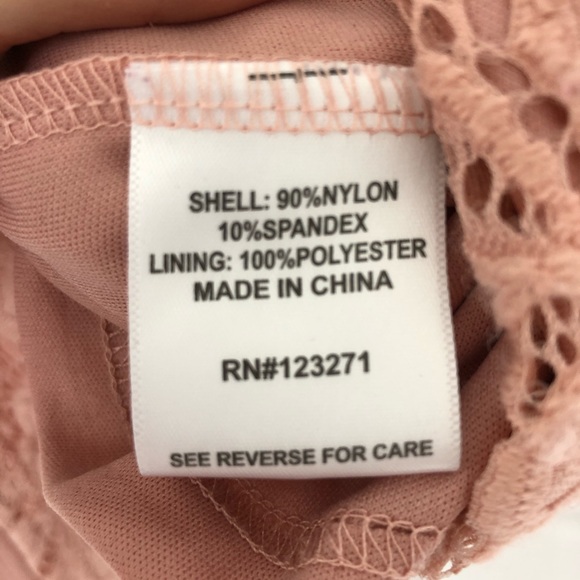 SHELL: 90%NYLON
10%SPANDEX
LINING: 100%POLYESTER
MADE IN CHINA
RN#123271
SEE REVERSE FOR CARE